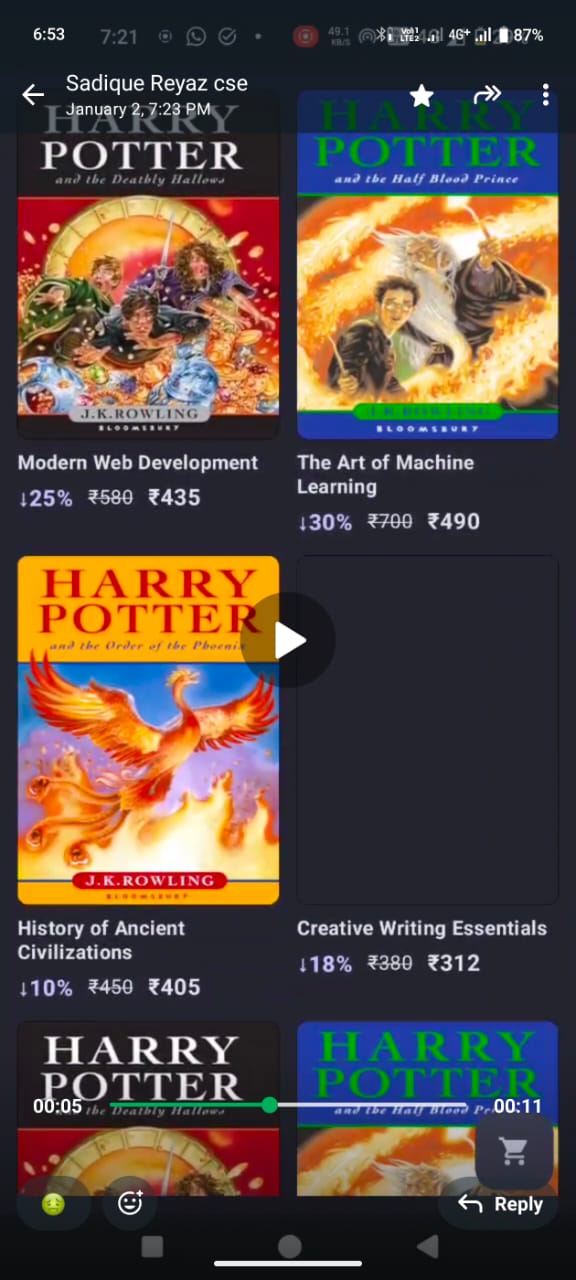 6:53
7:21
49.1
KB/S
Vo))
LTE2
4G+
87%
Sadique Reyaz cse
January 2, 7:23 PM
HARRY
POTTER
and the Deathly Hallows
J.K.ROWLING
BLOOMSBURY
HARRY
POTTER
and the Half Blood Prince
J.K.ROWLING
BLOOMSBURY
Modern Web Development
↓25% ₹580 ₹435
The Art of Machine
Learning
↓30% ₹700 ₹490
HARRY
POTTER
and the Order of the Phoenix
J.K.ROWLING
BLOOMSBURY
History of Ancient
Civilizations
↓10% ₹450 ₹405
Creative Writing Essentials
↓18% ₹380 ₹312
HARRY
POTTER
and the Deathly Hallows
HARRY
POTTER
and the Half Blood
00:05
00:11
Reply